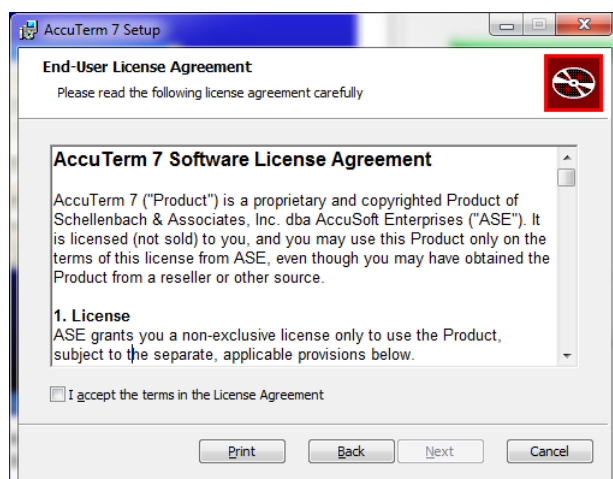 AccuTerm 7 Setup
End-User License Agreement
Please read the following license agreement carefully
AccuTerm 7 Software License Agreement
AccuTerm 7 ("Product") is a proprietary and copyrighted Product of
Schellenbach & Associates, Inc. dba AccuSoft Enterprises ("ASE"). It
is licensed (not sold) to you, and you may use this Product only on the
terms of this license from ASE, even though you may have obtained the
Product from a reseller or other source.
1. License
ASE grants you a non-exclusive license only to use the Product,
subject to the separate, applicable provisions below.
I accept the terms in the License Agreement
Print Back Next Cancel